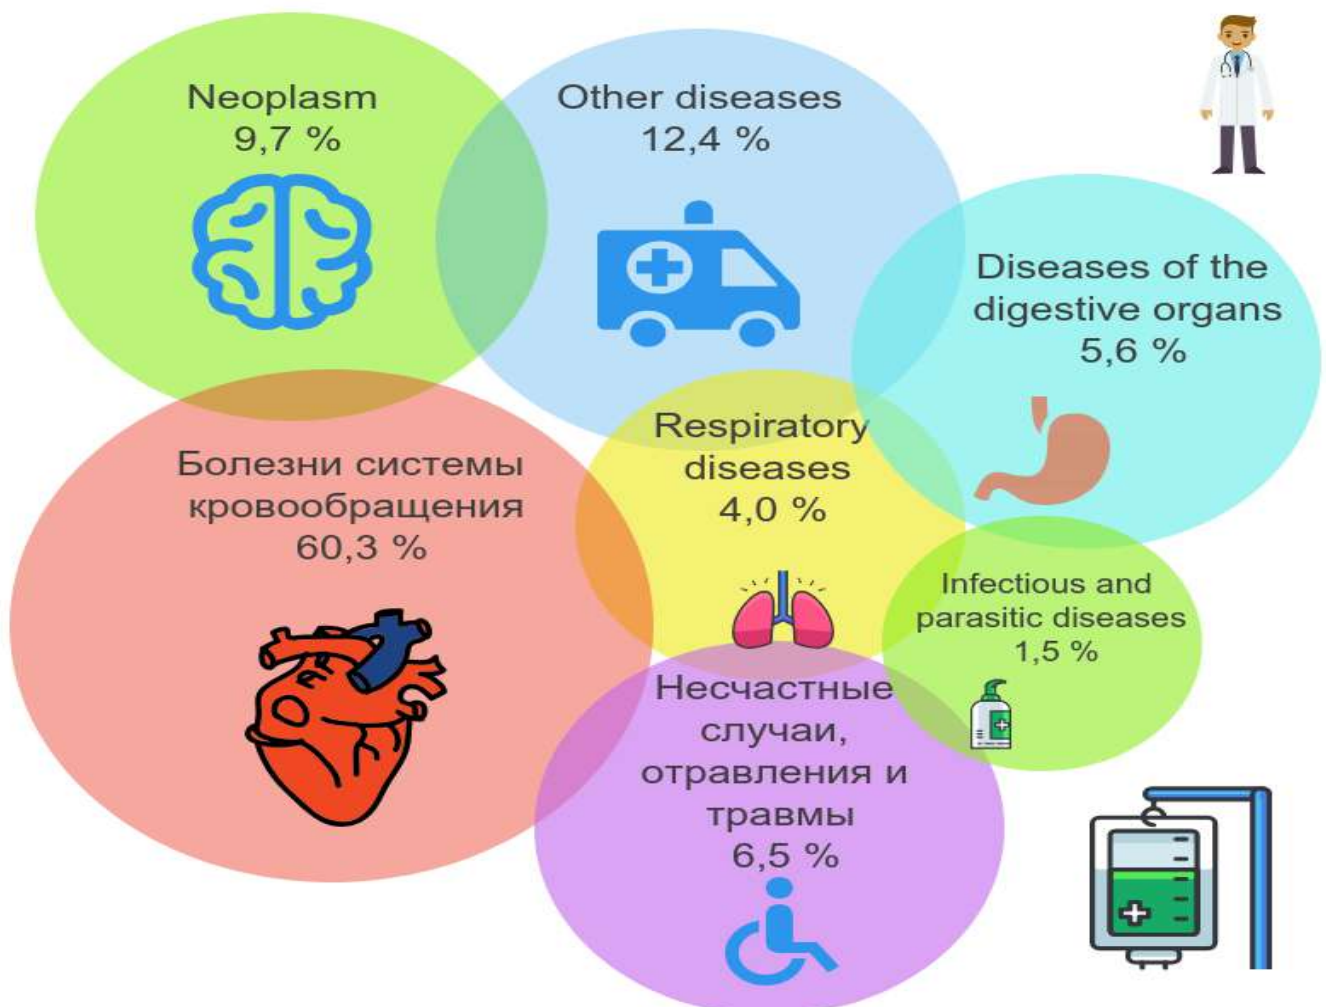 Neoplasm
9,7 %
Other diseases
12,4 %
Diseases of the
digestive organs
5,6 %
Болезни системы
кровообращения
60,3 %
Respiratory
diseases
4,0 %
Infectious and
parasitic diseases
1,5 %
Несчастные
случаи,
отравления и
травмы
6,5 %